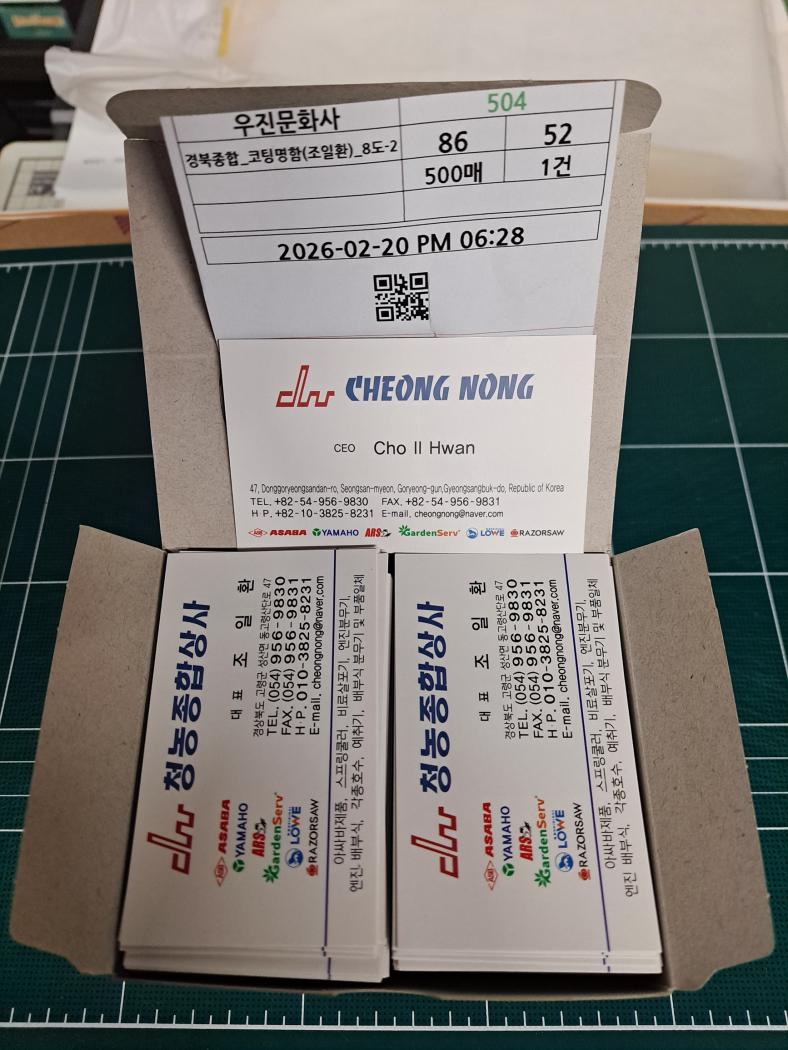 504
우진문화사
86 52
경북종합_코팅명함(조일환)_8도-2
500매 1건
2026-02-20 PM 06:28
CHEONG NONG
CEO Cho Il Hwan
47, Donggoryeongsandan-ro, Seongsan-myeon, Goryeong-gun,Gyeongsangbuk-do, Republic of Korea
TEL. +82-54-956-9830 FAX. +82-54-956-9831
H·P. +82-10-3825-8231 E-mail. cheongnong@naver.com
ASABA YAMAHO ARS GardenServ LÖWE RAZORSAW
청농종합상사
대표 조일환
경상북도 고령군 성산면 동고령산단로 47
TEL. (054) 956-9830
FAX. (054) 956-9831
H·P. 010-3825-8231
E-mail. cheongnong@naver.com
ASABA
YAMAHO
ARS
GardenServ
LÖWE
RAZORSAW
아싸바제품, 스프링쿨러, 비료살포기, 엔진분무기,
엔진 배부식, 각종호수, 예취기, 배부식 분무기 및 부품일체
청농종합상사
대표 조일환
경상북도 고령군 성산면 동고령산단로 47
TEL. (054) 956-9830
FAX. (054) 956-9831
H·P. 010-3825-8231
E-mail. cheongnong@naver.com
ASABA
YAMAHO
ARS
GardenServ
LÖWE
RAZORSAW
아싸바제품, 스프링쿨러, 비료살포기, 엔진분무기,
엔진 배부식, 각종호수, 예취기, 배부식 분무기 및 부품일체